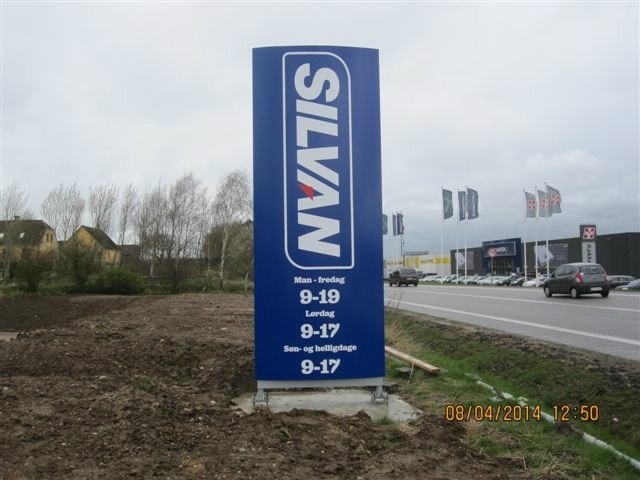 SILVAN
Man - fredag
9-19
Lørdag
9-17
Søn- og helligdage
9-17
08/04/2014 12:50